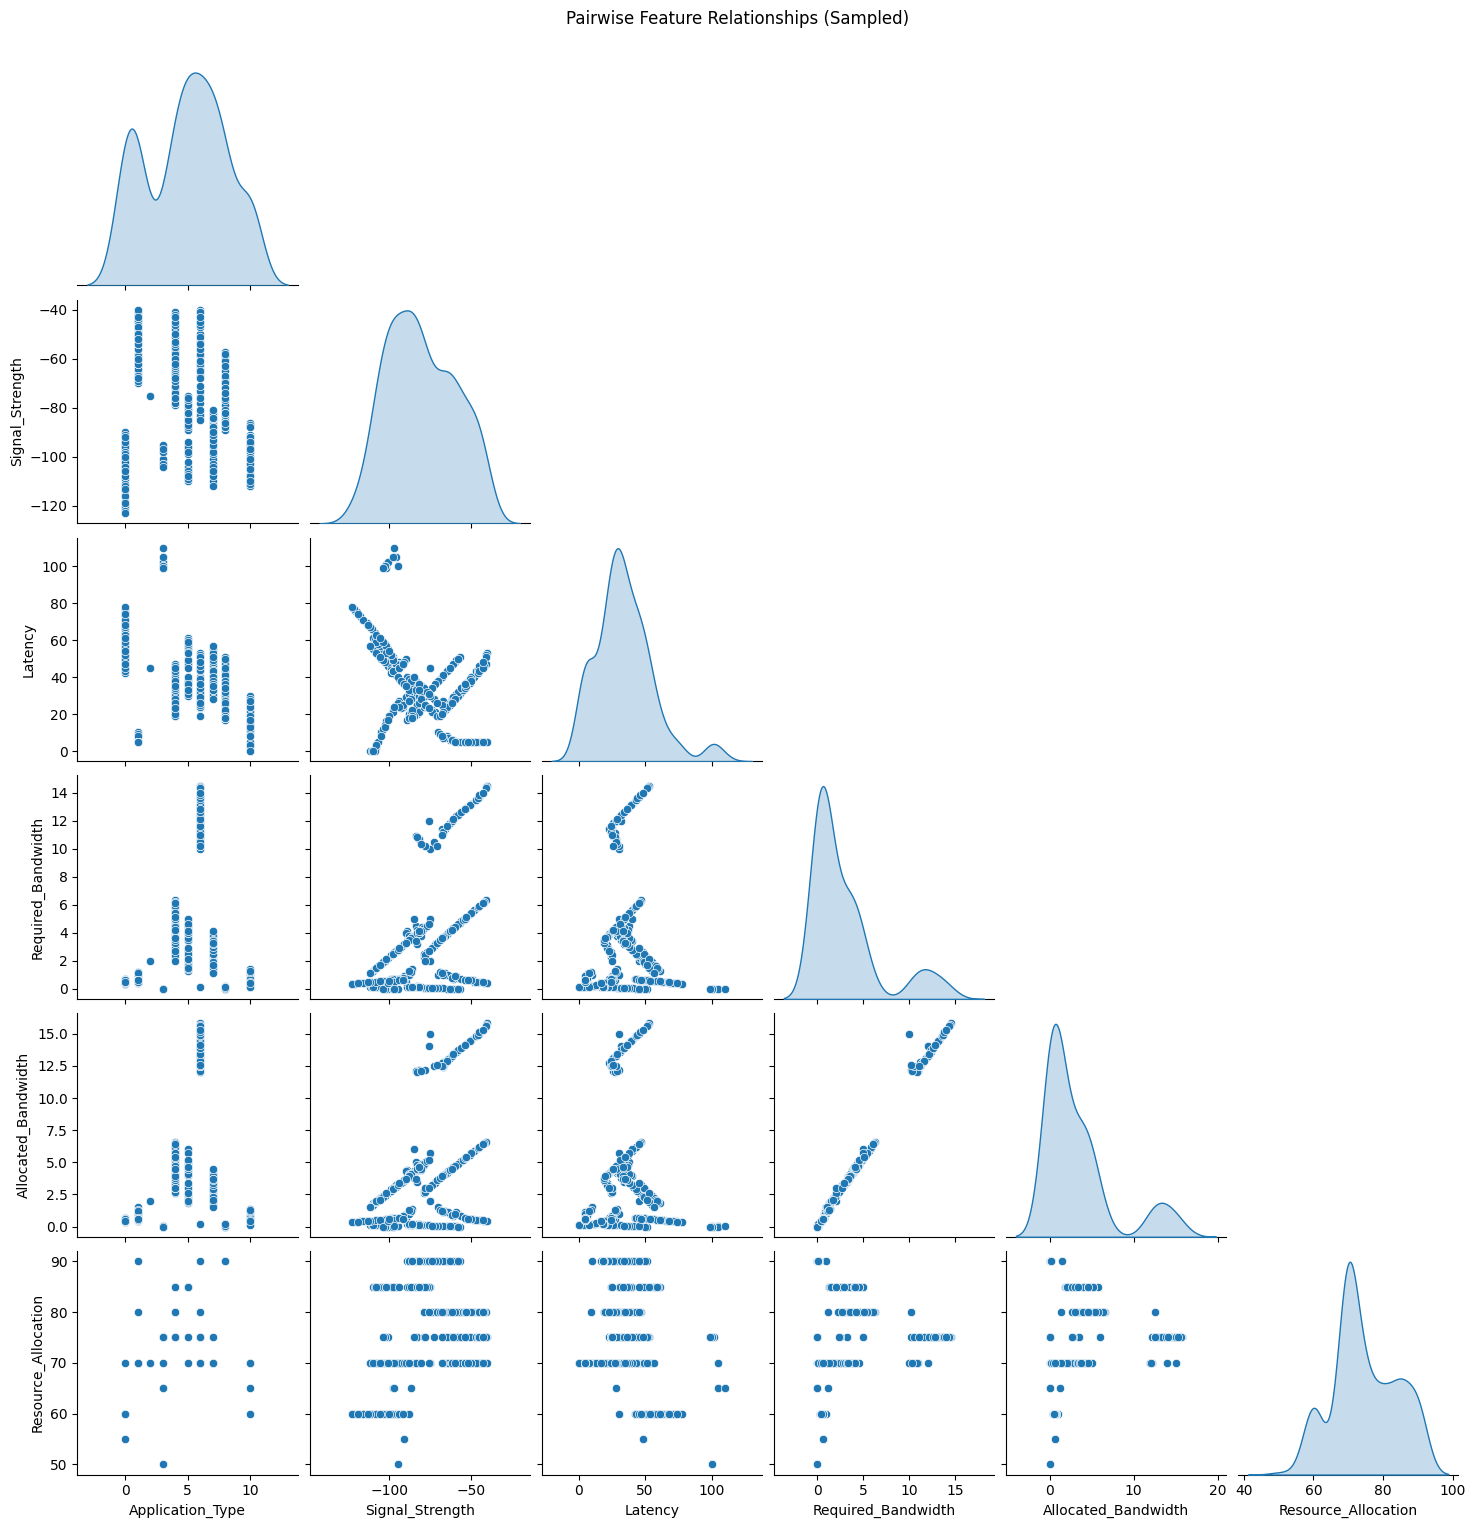 Pairwise Feature Relationships (Sampled)
0 5 10
Signal_Strength
−40
−60
−80
−100
−120
Latency
100
80
60
40
20
0
Required_Bandwidth
14
12
10
8
6
4
2
0
Allocated_Bandwidth
15.0
12.5
10.0
7.5
5.0
2.5
0.0
Resource_Allocation
90
80
70
60
50
0 5 10
−100 −50
0 50 100
0 5 10 15
0 10 20
40 60 80 100
Application_Type
Signal_Strength
Latency
Required_Bandwidth
Allocated_Bandwidth
Resource_Allocation